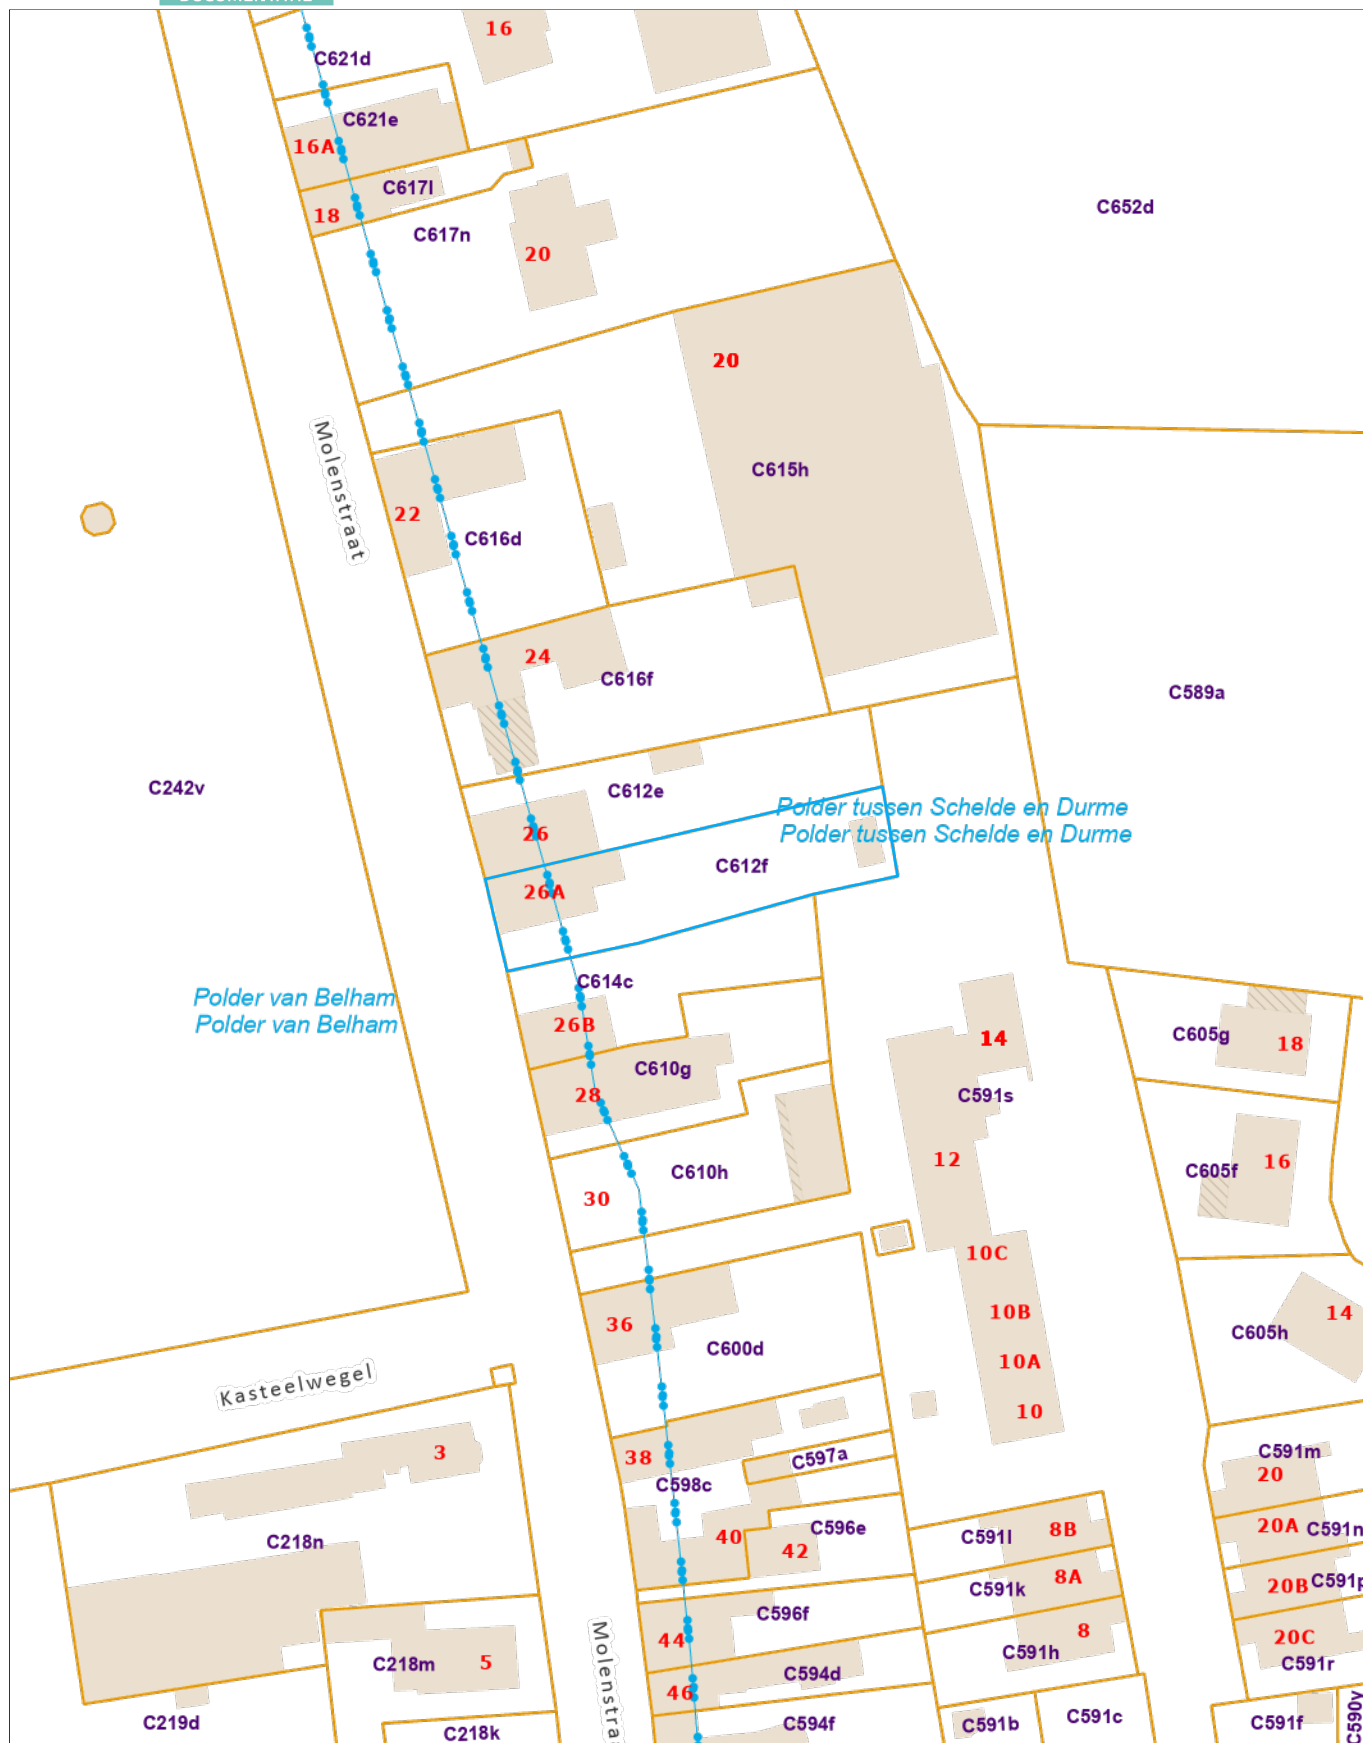 16
C621d
C621e
16A
C617l
18
C617n
C652d
20
20
Molenstraat
C615h
22
C616d
24
C616f
C589a
C242v
C612e
Polder tussen Schelde en Durme
Polder tussen Schelde en Durme
26
C612f
26A
C614c
Polder van Belham
Polder van Belham
26B
14
C605g
18
C610g
28
C591s
12
C605f
16
C610h
30
10C
10B
14
36
C605h
C600d
10A
Kasteelwegel
10
3
38
C597a
C591m
20
C598c
C218n
40
C596e
42
C591l
8B
20A
C591n
C591k
8A
20B
C591p
C596f
44
8
C591h
20C
C591r
C218m
5
C594d
46
Molenstraa
C219d
C218k
C594f
C591b
C591c
C591f
C590v